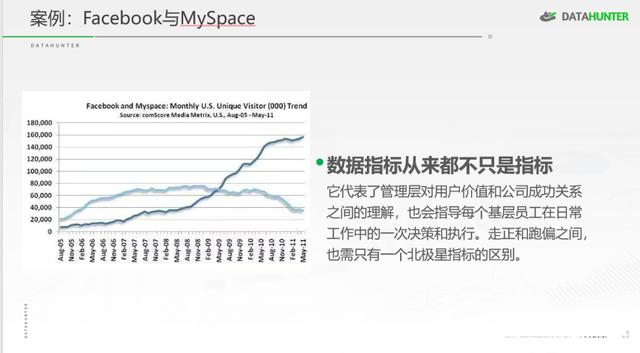 案例：Facebook与MySpace
DATAHUNTER
DATAHUNTER
Facebook and Myspace: Monthly U.S. Unique Visitor (000) Trend
Source: comScore Media Metrix, U.S., Aug-05 - May-11
180,000
160,000
140,000
120,000
100,000
80,000
60,000
40,000
20,000
0
Aug-05
Nov-05
Feb-06
May-06
Aug-06
Nov-06
Feb-07
May-07
Aug-07
Nov-07
Feb-08
May-08
Aug-08
Nov-08
Feb-09
May-09
Aug-09
Nov-09
Feb-10
May-10
Aug-10
Nov-10
Feb-11
May-11
数据指标从来都不只是指标
它代表了管理层对用户价值和公司成功关系
之间的理解，也会指导每个基层员工在日常
工作中的一次决策和执行。走正和跑偏之间，
也需只有一个北极星指标的区别。
DATAHUNTER